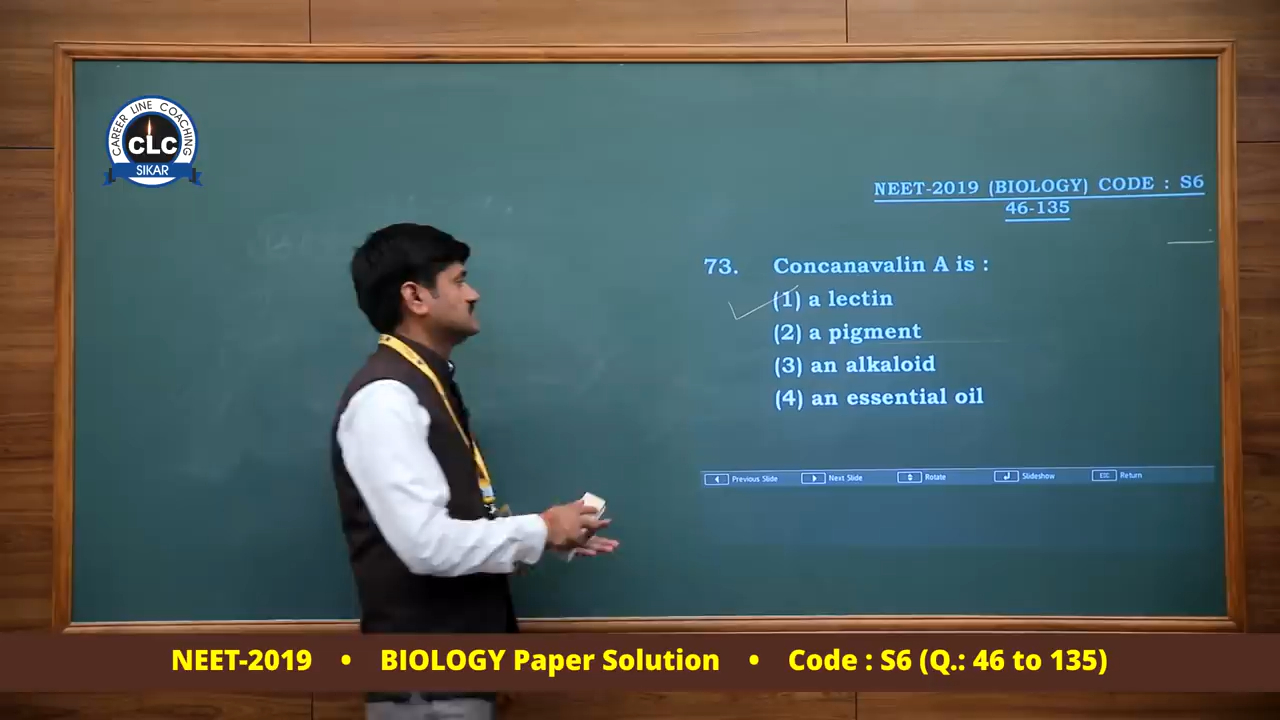 CAREER LINE COACHING
CLC
SIKAR
NEET-2019 (BIOLOGY) CODE : S6
46-135
73. Concanavalin A is :
(1) a lectin
(2) a pigment
(3) an alkaloid
(4) an essential oil
Previous Slide Next Slide Rotate Slideshow ESC Return
NEET-2019 • BIOLOGY Paper Solution • Code : S6 (Q.: 46 to 135)